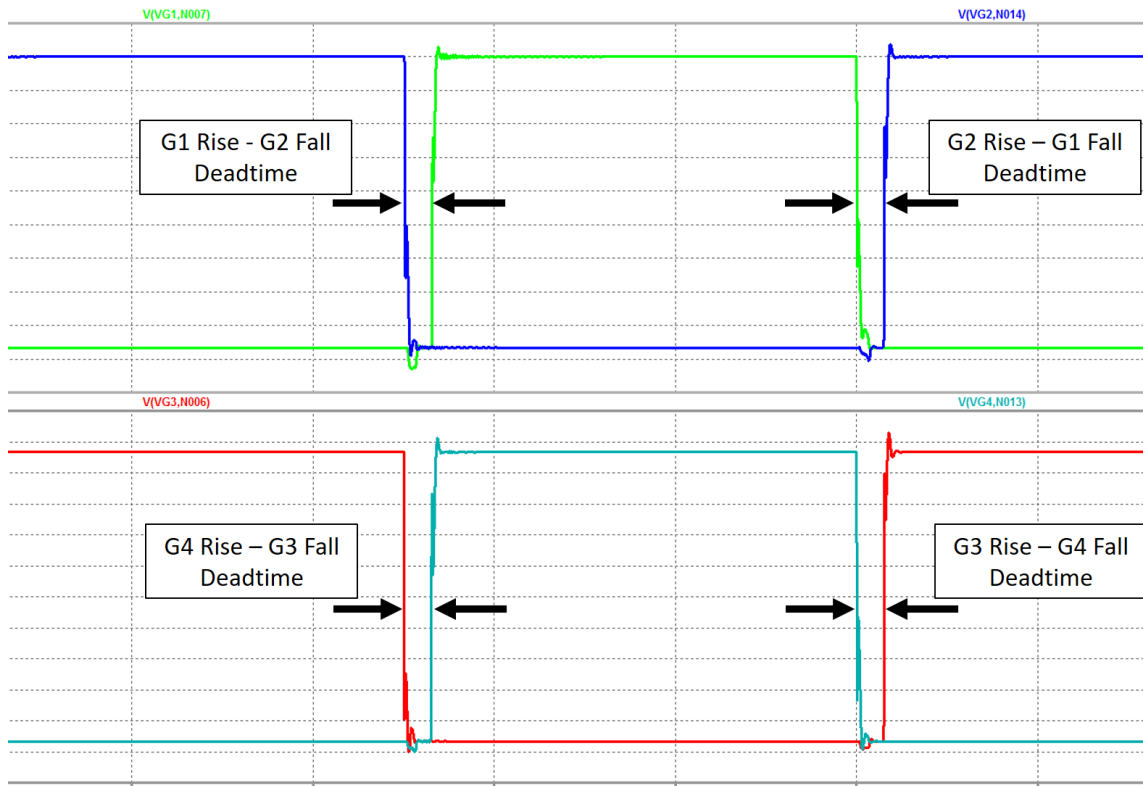 V(VG1,N007)
V(VG2,N014)
G1 Rise - G2 Fall
Deadtime
G2 Rise – G1 Fall
Deadtime
V(VG3,N006)
V(VG4,N013)
G4 Rise – G3 Fall
Deadtime
G3 Rise – G4 Fall
Deadtime